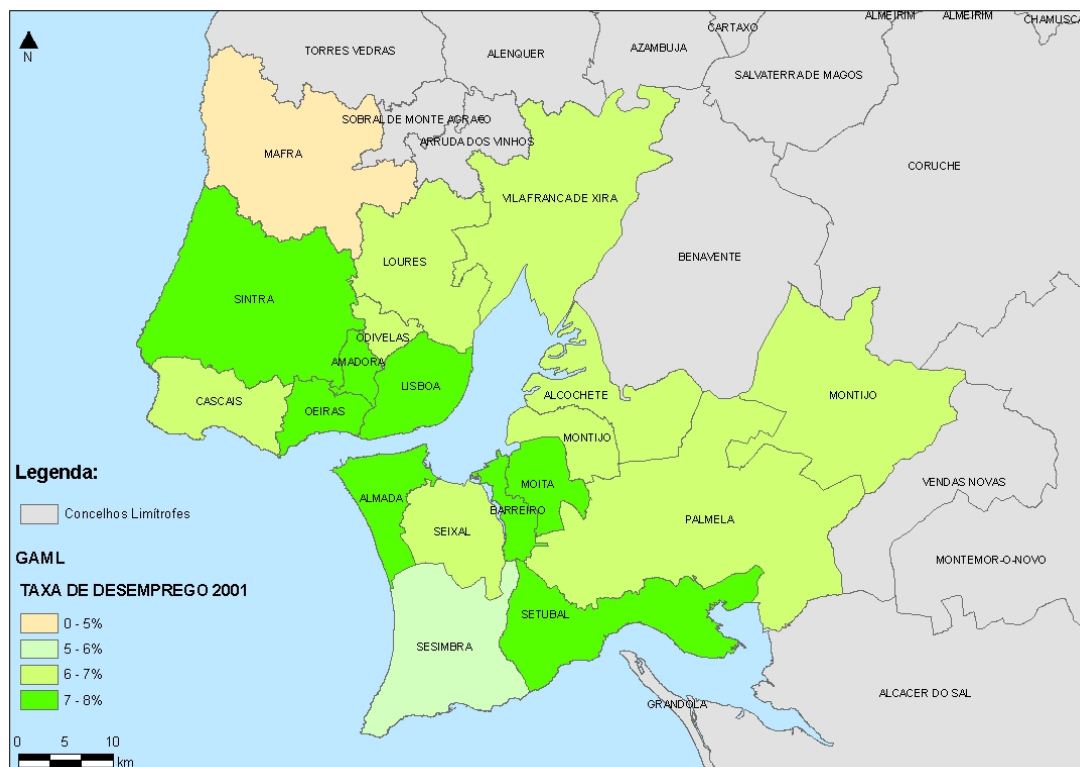 N
TORRES VEDRAS
ALENQUER
AZAMBUJA
CARTAXO
ALMEIRIM
ALMEIRIM
CHAMUSCA
SALVATERRA DE MAGOS
SOBRAL DE MONTE AGRAÇO
ARRUDA DOS VINHOS
MAFRA
CORUCHE
VILA FRANCA DE XIRA
BENAVENTE
LOURES
SINTRA
ODIVELAS
AMADORA
LISBOA
CASCAIS
OEIRAS
ALCOCHETE
MONTIJO
MONTIJO
ALMADA
MOITA
BARREIRO
SEIXAL
PALMELA
VENDAS NOVAS
MONTEMOR-O-NOVO
SETUBAL
SESIMBRA
GRANDOLA
ALCACER DO SAL
Legenda:
Concelhos Limítrofes
GAML
TAXA DE DESEMPREGO 2001
0 - 5%
5 - 6%
6 - 7%
7 - 8%
0 5 10
km